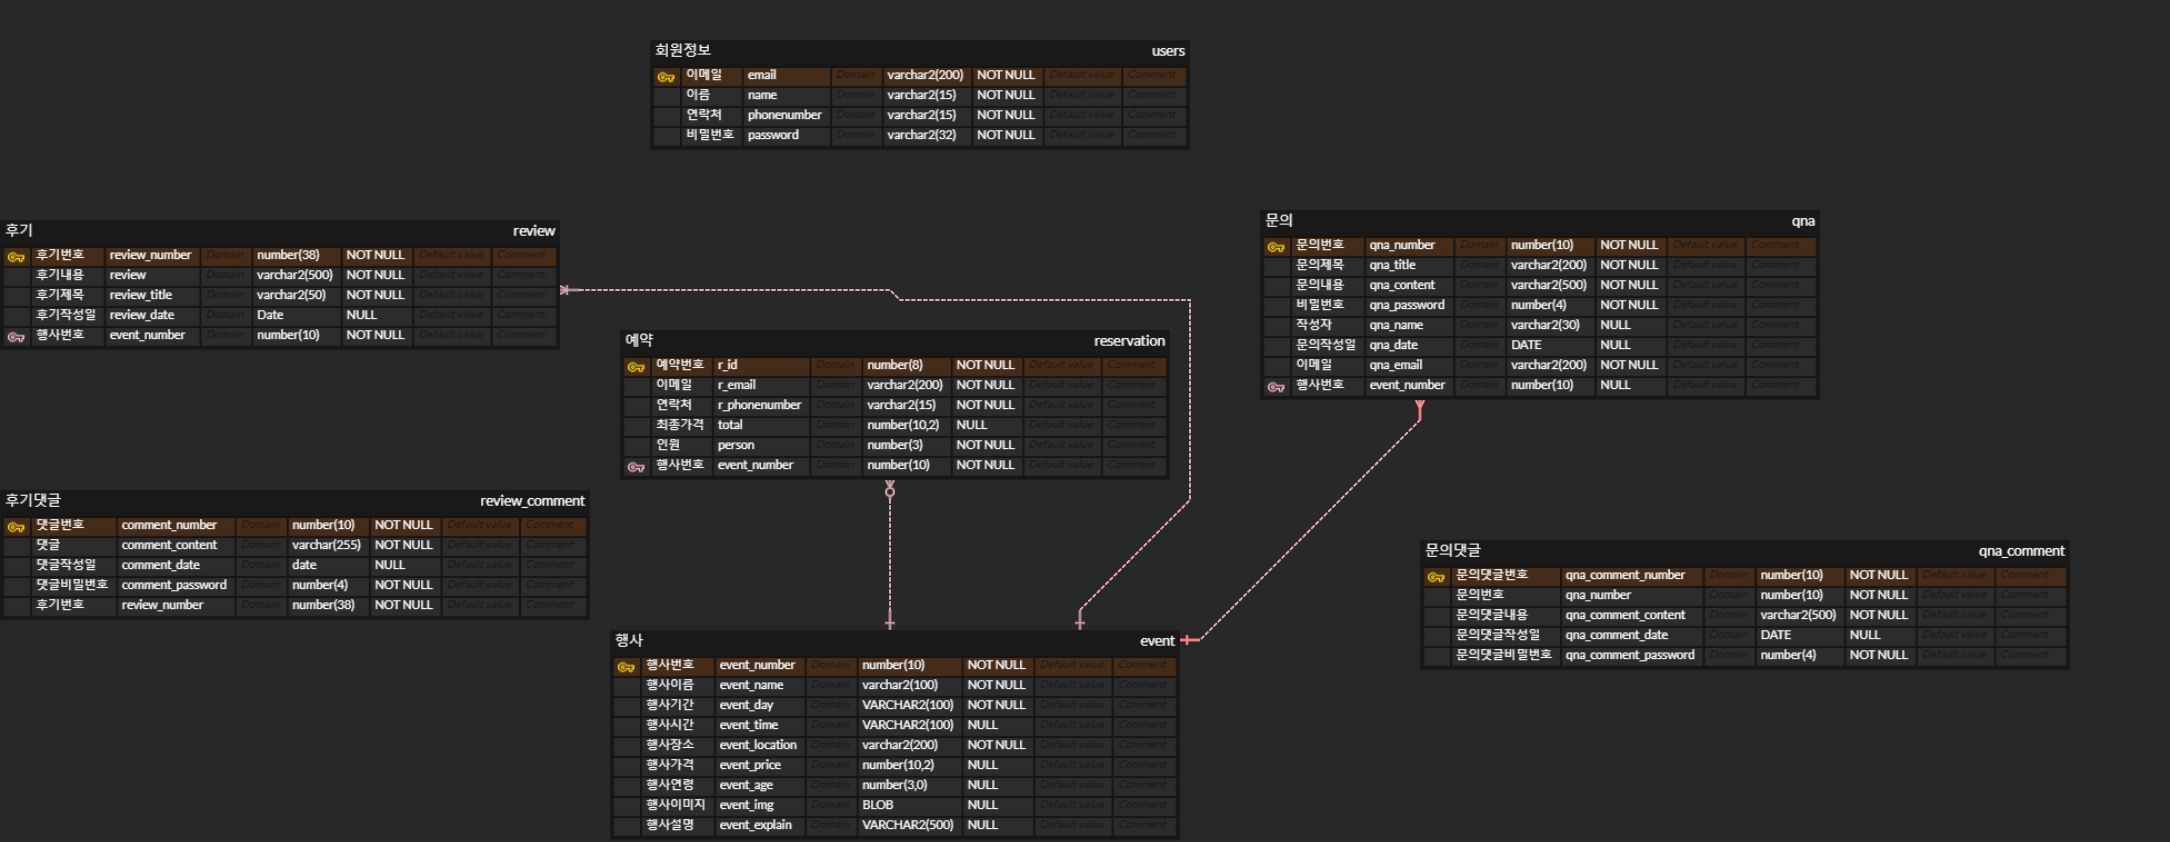 회원정보 users
이메일 email Domain varchar2(200) NOT NULL Default value Comment
이름 name Domain varchar2(15) NOT NULL Default value Comment
연락처 phonenumber Domain varchar2(15) NOT NULL Default value Comment
비밀번호 password Domain varchar2(32) NOT NULL Default value Comment
후기 review
후기번호 review_number Domain number(38) NOT NULL Default value Comment
후기내용 review Domain varchar2(500) NOT NULL Default value Comment
후기제목 review_title Domain varchar2(50) NOT NULL Default value Comment
후기작성일 review_date Domain Date NULL Default value Comment
행사번호 event_number Domain number(10) NOT NULL Default value Comment
문의 qna
문의번호 qna_number Domain number(10) NOT NULL Default value Comment
문의제목 qna_title Domain varchar2(200) NOT NULL Default value Comment
문의내용 qna_content Domain varchar2(500) NOT NULL Default value Comment
비밀번호 qna_password Domain number(4) NOT NULL Default value Comment
작성자 qna_name Domain varchar2(30) NULL Default value Comment
문의작성일 qna_date Domain DATE NULL Default value Comment
이메일 qna_email Domain varchar2(200) NOT NULL Default value Comment
행사번호 event_number Domain number(10) NULL Default value Comment
예약 reservation
예약번호 r_id Domain number(8) NOT NULL Default value Comment
이메일 r_email Domain varchar2(200) NOT NULL Default value Comment
연락처 r_phonenumber Domain varchar2(15) NOT NULL Default value Comment
최종가격 total Domain number(10,2) NULL Default value Comment
인원 person Domain number(3) NOT NULL Default value Comment
행사번호 event_number Domain number(10) NOT NULL Default value Comment
후기댓글 review_comment
댓글번호 comment_number Domain number(10) NOT NULL Default value Comment
댓글 comment_content Domain varchar(255) NOT NULL Default value Comment
댓글작성일 comment_date Domain date NULL Default value Comment
댓글비밀번호 comment_password Domain number(4) NOT NULL Default value Comment
후기번호 review_number Domain number(38) NOT NULL Default value Comment
문의댓글 qna_comment
문의댓글번호 qna_comment_number Domain number(10) NOT NULL Default value Comment
문의번호 qna_number Domain number(10) NOT NULL Default value Comment
문의댓글내용 qna_comment_content Domain varchar2(500) NOT NULL Default value Comment
문의댓글작성일 qna_comment_date Domain DATE NULL Default value Comment
문의댓글비밀번호 qna_comment_password Domain number(4) NOT NULL Default value Comment
행사 event
행사번호 event_number Domain number(10) NOT NULL Default value Comment
행사이름 event_name Domain varchar2(100) NOT NULL Default value Comment
행사기간 event_day Domain VARCHAR2(100) NOT NULL Default value Comment
행사시간 event_time Domain VARCHAR2(100) NULL Default value Comment
행사장소 event_location Domain varchar2(200) NOT NULL Default value Comment
행사가격 event_price Domain number(10,2) NULL Default value Comment
행사연령 event_age Domain number(3,0) NULL Default value Comment
행사이미지 event_img Domain BLOB NULL Default value Comment
행사설명 event_explain Domain VARCHAR2(500) NULL Default value Comment